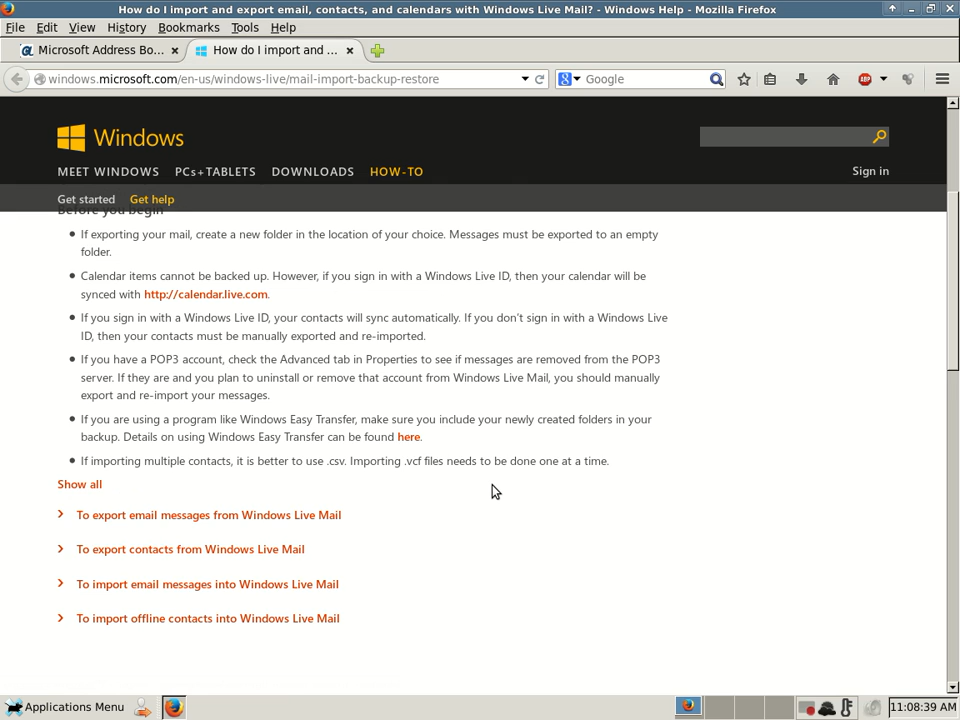 How do I import and export email, contacts, and calendars with Windows Live Mail? - Windows Help - Mozilla Firefox
File Edit View History Bookmarks Tools Help
Microsoft Address Bo... How do I import and ...
windows.microsoft.com/en-us/windows-live/mail-import-backup-restore Google ABP
Windows
MEET WINDOWS PCs+TABLETS DOWNLOADS HOW-TO Sign in
Get started Get help
Before you begin
If exporting your mail, create a new folder in the location of your choice. Messages must be exported to an empty
folder.
Calendar items cannot be backed up. However, if you sign in with a Windows Live ID, then your calendar will be
synced with http://calendar.live.com.
If you sign in with a Windows Live ID, your contacts will sync automatically. If you don't sign in with a Windows Live
ID, then your contacts must be manually exported and re-imported.
If you have a POP3 account, check the Advanced tab in Properties to see if messages are removed from the POP3
server. If they are and you plan to uninstall or remove that account from Windows Live Mail, you should manually
export and re-import your messages.
If you are using a program like Windows Easy Transfer, make sure you include your newly created folders in your
backup. Details on using Windows Easy Transfer can be found here.
If importing multiple contacts, it is better to use .csv. Importing .vcf files needs to be done one at a time.
Show all
To export email messages from Windows Live Mail
To export contacts from Windows Live Mail
To import email messages into Windows Live Mail
To import offline contacts into Windows Live Mail
Applications Menu 11:08:39 AM